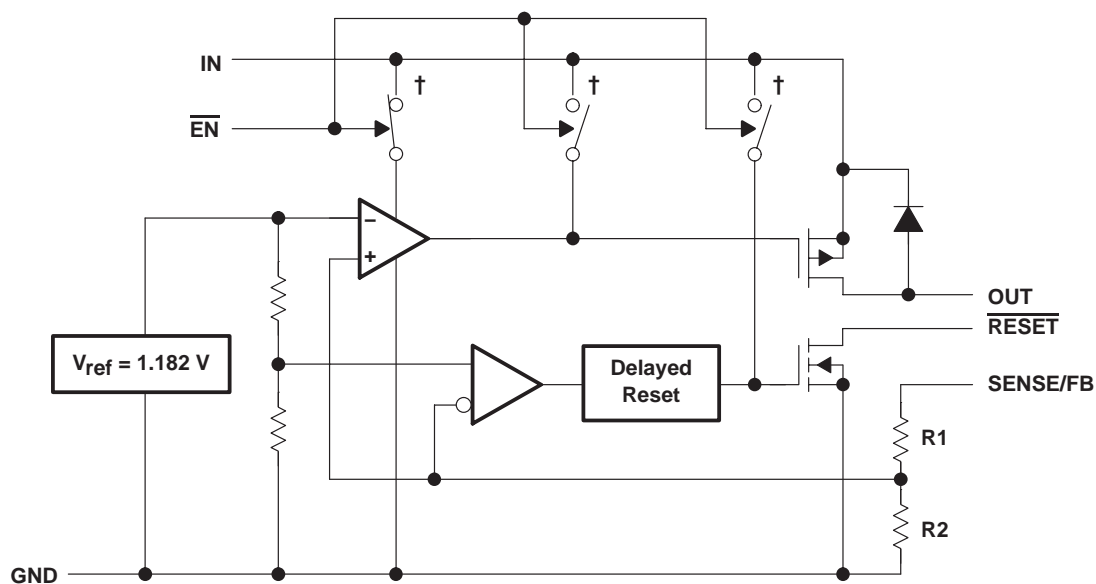 IN
†
†
†
EN
−
+
OUT
RESET
Vref = 1.182 V
Delayed
Reset
SENSE/FB
R1
R2
GND